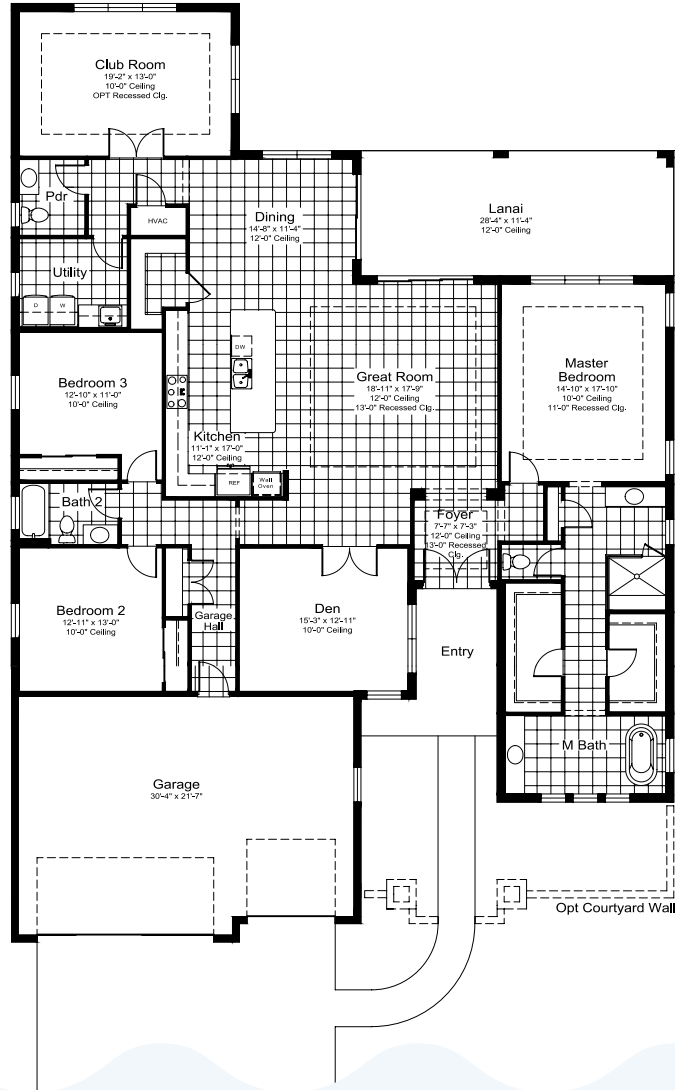 Club Room
19'-2" x 13'-0"
10'-0" Ceiling
OPT Recessed Clg.
Pdr
HVAC
Dining
14'-8" x 11'-4"
12'-0" Ceiling
Lanai
28'-4" x 11'-4"
12'-0" Ceiling
Utility
D
W
DW
Bedroom 3
12'-10" x 11'-0"
10'-0" Ceiling
Great Room
18'-11" x 17'-9"
12'-0" Ceiling
13'-0" Recessed Clg.
Master
Bedroom
14'-10" x 17'-10"
10'-0" Ceiling
11'-0" Recessed Clg.
Kitchen
11'-1" x 17'-0"
12'-0" Ceiling
REF
Wall
Oven
Bath 2
Foyer
7'-7" x 7'-3"
12'-0" Ceiling
13'-0" Recessed
Clg.
Bedroom 2
12'-11" x 13'-0"
10'-0" Ceiling
Garage
Hall
Den
15'-3" x 12'-11"
10'-0" Ceiling
Entry
M Bath
Garage
30'-4" x 21'-7"
Opt Courtyard Wall